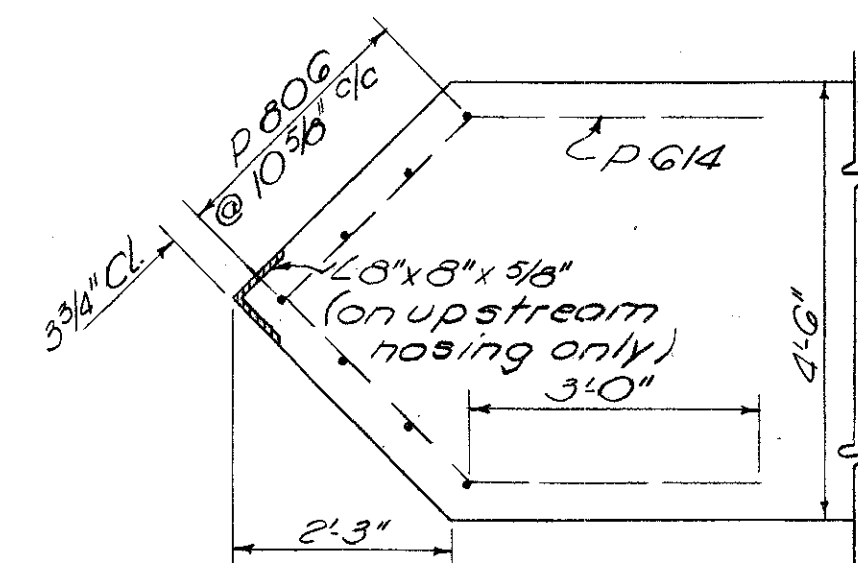 P 806
@ 10 5/8" c/c
3 3/4" Cl.
P 614
L 8" x 8" x 5/8"
(on upstream
nosing only)
3'-0"
4'-6"
2'-3"